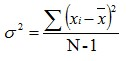 σ² = ∑(xᵢ - x̄)² / N-1